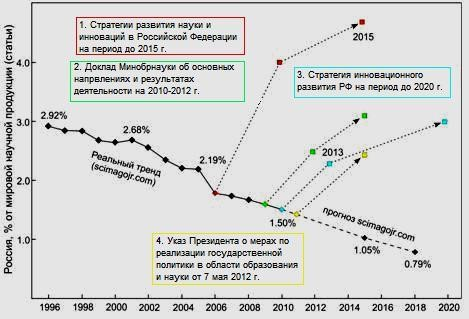 1. Стратегии развития науки и
инноваций в Российской Федерации
на период до 2015 г.
2. Доклад Минобрнауки об основных
напрвлениях и результатах
деятельности на 2010-2012 г.
3. Стратегия инновационного
развития РФ на период до 2020 г.
4. Указ Президента о мерах по
реализации государственной
политики в области образования
и науки от 7 мая 2012 г.
Россия, % от мировой научной продукции (статьи)
4.0
3.0
2.0
1.0
2.92%
2.68%
2.19%
1.50%
1.05%
0.79%
2015
2013
Реальный тренд
(scimagojr.com)
прогноз scimagojr.com
1996 1998 2000 2002 2004 2006 2008 2010 2012 2014 2016 2018 2020